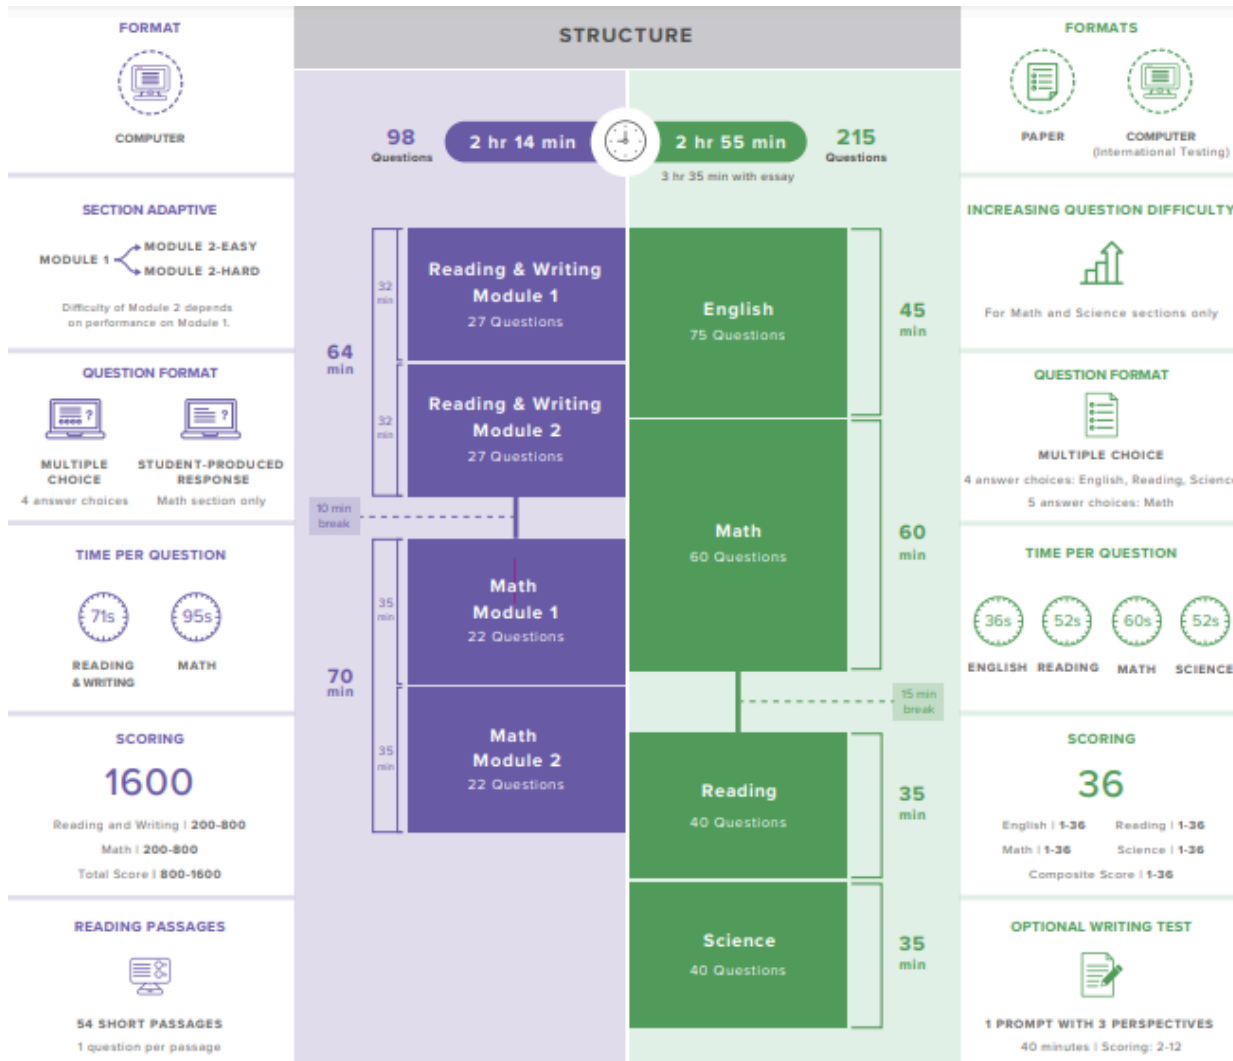 FORMAT
COMPUTER
SECTION ADAPTIVE
MODULE 1
MODULE 2-EASY
MODULE 2-HARD
Difficulty of Module 2 depends
on performance on Module 1.
QUESTION FORMAT
?
?
MULTIPLE
CHOICE
4 answer choices
STUDENT-PRODUCED
RESPONSE
Math section only
TIME PER QUESTION
71s
95s
READING
& WRITING
MATH
SCORING
1600
Reading and Writing | 200-800
Math | 200-800
Total Score | 800-1600
READING PASSAGES
54 SHORT PASSAGES
1 question per passage
STRUCTURE
98
Questions
2 hr 14 min
2 hr 55 min
3 hr 35 min with essay
215
Questions
64
min
32
min
Reading & Writing
Module 1
27 Questions
32
min
Reading & Writing
Module 2
27 Questions
10 min
break
70
min
35
min
Math
Module 1
22 Questions
35
min
Math
Module 2
22 Questions
English
75 Questions
45
min
Math
60 Questions
60
min
15 min
break
Reading
40 Questions
35
min
Science
40 Questions
35
min
FORMATS
PAPER
COMPUTER
(International Testing)
INCREASING QUESTION DIFFICULTY
For Math and Science sections only
QUESTION FORMAT
MULTIPLE CHOICE
4 answer choices: English, Reading, Science
5 answer choices: Math
TIME PER QUESTION
36s
52s
60s
52s
ENGLISH
READING
MATH
SCIENCE
SCORING
36
English | 1-36
Reading | 1-36
Math | 1-36
Science | 1-36
Composite Score | 1-36
OPTIONAL WRITING TEST
1 PROMPT WITH 3 PERSPECTIVES
40 minutes | Scoring: 2-12